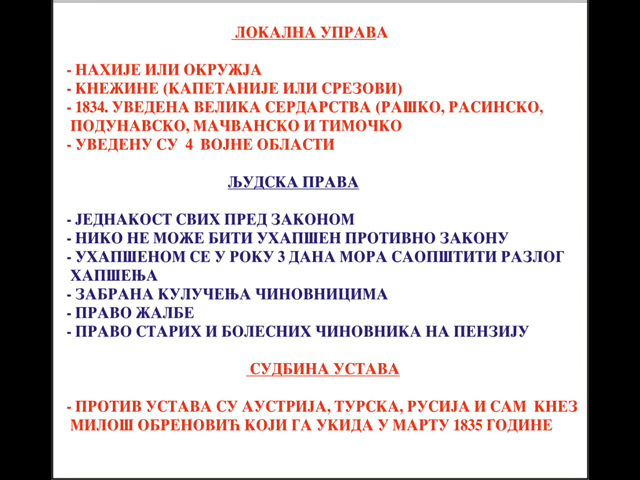 ЛОКАЛНА УПРАВА
- НАХИЈЕ ИЛИ ОКРУЖЈА
- КНЕЖИНЕ (КАПЕТАНИЈЕ ИЛИ СРЕЗОВИ)
- 1834. УВЕДЕНА ВЕЛИКА СЕРДАРСТВА (РАШКО, РАСИНСКО,
ПОДУНАВСКО, МАЧВАНСКО И ТИМОЧКО
- УВЕДЕНУ СУ 4 ВОЈНЕ ОБЛАСТИ
ЉУДСКА ПРАВА
- ЈЕДНАКОСТ СВИХ ПРЕД ЗАКОНОМ
- НИКО НЕ МОЖЕ БИТИ УХАПШЕН ПРОТИВНО ЗАКОНУ
- УХАПШЕНОМ СЕ У РОКУ 3 ДАНА МОРА САОПШТИТИ РАЗЛОГ
ХАПШЕЊА
- ЗАБРАНА КУЛУЧЕЊА ЧИНОВНИЦИМА
- ПРАВО ЖАЛБЕ
- ПРАВО СТАРИХ И БОЛЕСНИХ ЧИНОВНИКА НА ПЕНЗИЈУ
СУДБИНА УСТАВА
- ПРОТИВ УСТАВА СУ АУСТРИЈА, ТУРСКА, РУСИЈА И САМ КНЕЗ
МИЛОШ ОБРЕНОВИЋ КОЈИ ГА УКИДА У МАРТУ 1835 ГОДИНЕ